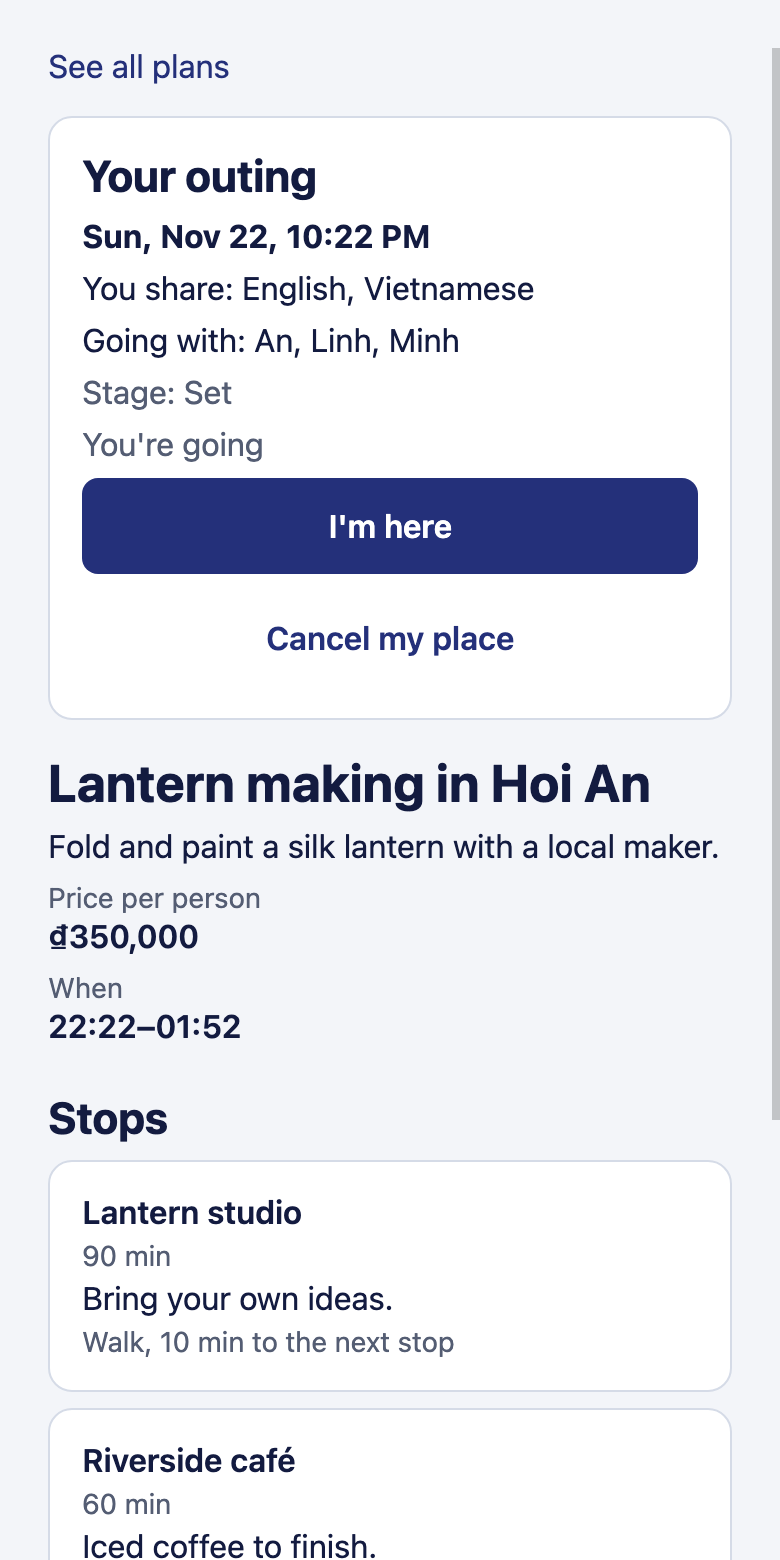 See all plans
Your outing
Sun, Nov 22, 10:22 PM
You share: English, Vietnamese
Going with: An, Linh, Minh
Stage: Set
You're going
I'm here
Cancel my place
Lantern making in Hoi An
Fold and paint a silk lantern with a local maker.
Price per person
₫350,000
When
22:22–01:52
Stops
Lantern studio
90 min
Bring your own ideas.
Walk, 10 min to the next stop
Riverside café
60 min
Iced coffee to finish.